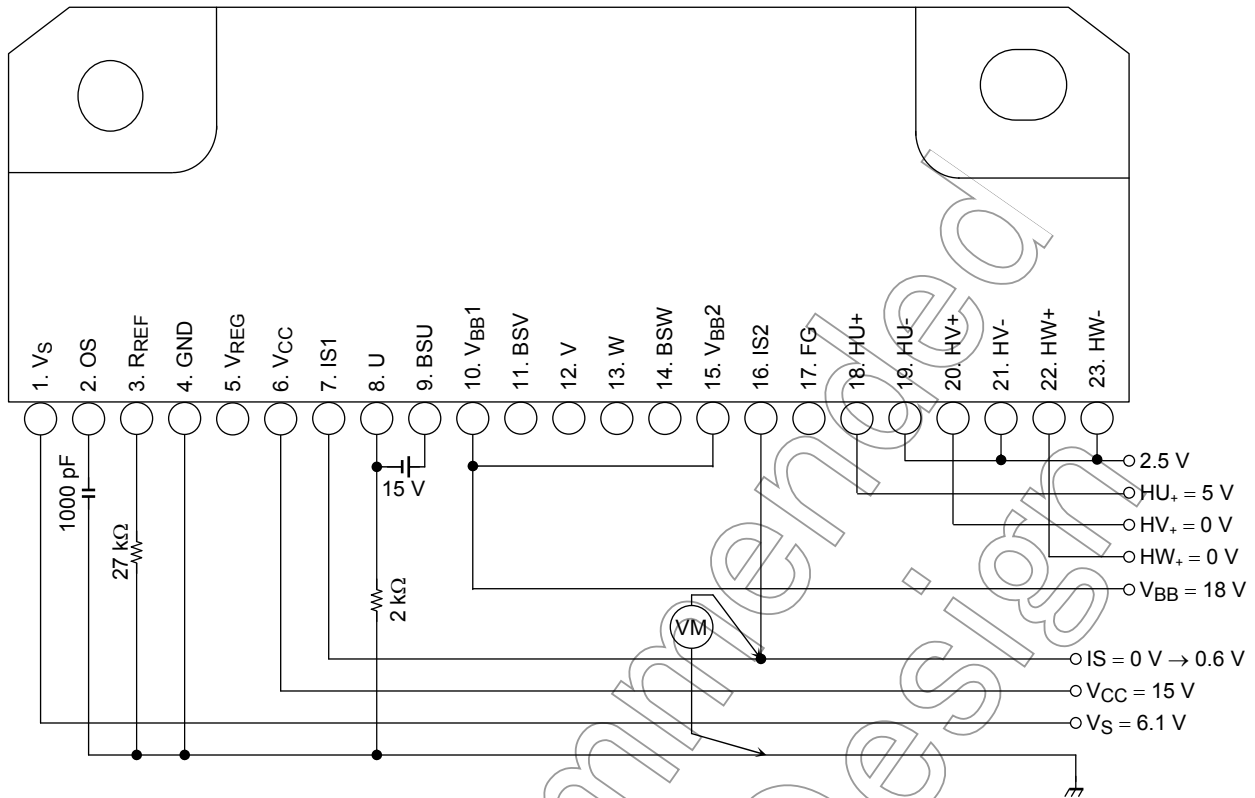 1. VS
2. OS
3. RREF
4. GND
5. VREG
6. VCC
7. IS1
8. U
9. BSU
10. VBB1
11. BSV
12. V
13. W
14. BSW
15. VBB2
16. IS2
17. FG
18. HU+
19. HU-
20. HV+
21. HV-
22. HW+
23. HW-
1000 pF
27 kΩ
15 V
2 kΩ
VM
2.5 V
HU+ = 5 V
HV+ = 0 V
HW+ = 0 V
VBB = 18 V
IS = 0 V → 0.6 V
VCC = 15 V
VS = 6.1 V
mmended
Design